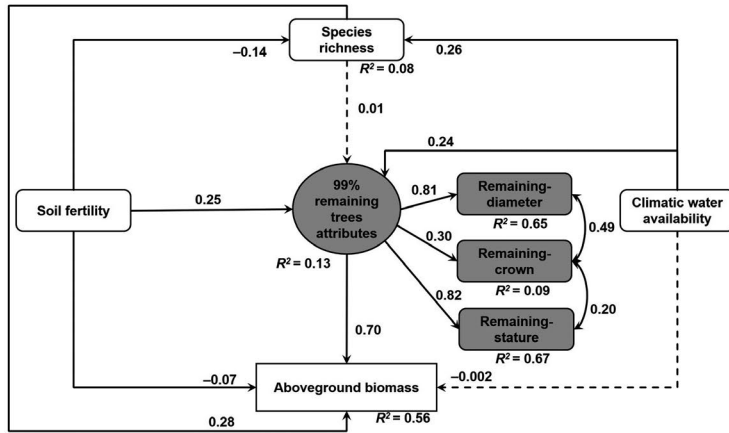 Species
richness
–0.14
0.26
R² = 0.08
0.01
0.24
99%
remaining
trees
attributes
Soil fertility
0.25
0.81
Remaining-
diameter
R² = 0.65
Climatic water
availability
0.49
0.30
Remaining-
crown
R² = 0.13
R² = 0.09
0.20
0.82
Remaining-
stature
R² = 0.67
0.70
–0.07
Aboveground biomass
–0.002
R² = 0.56
0.28